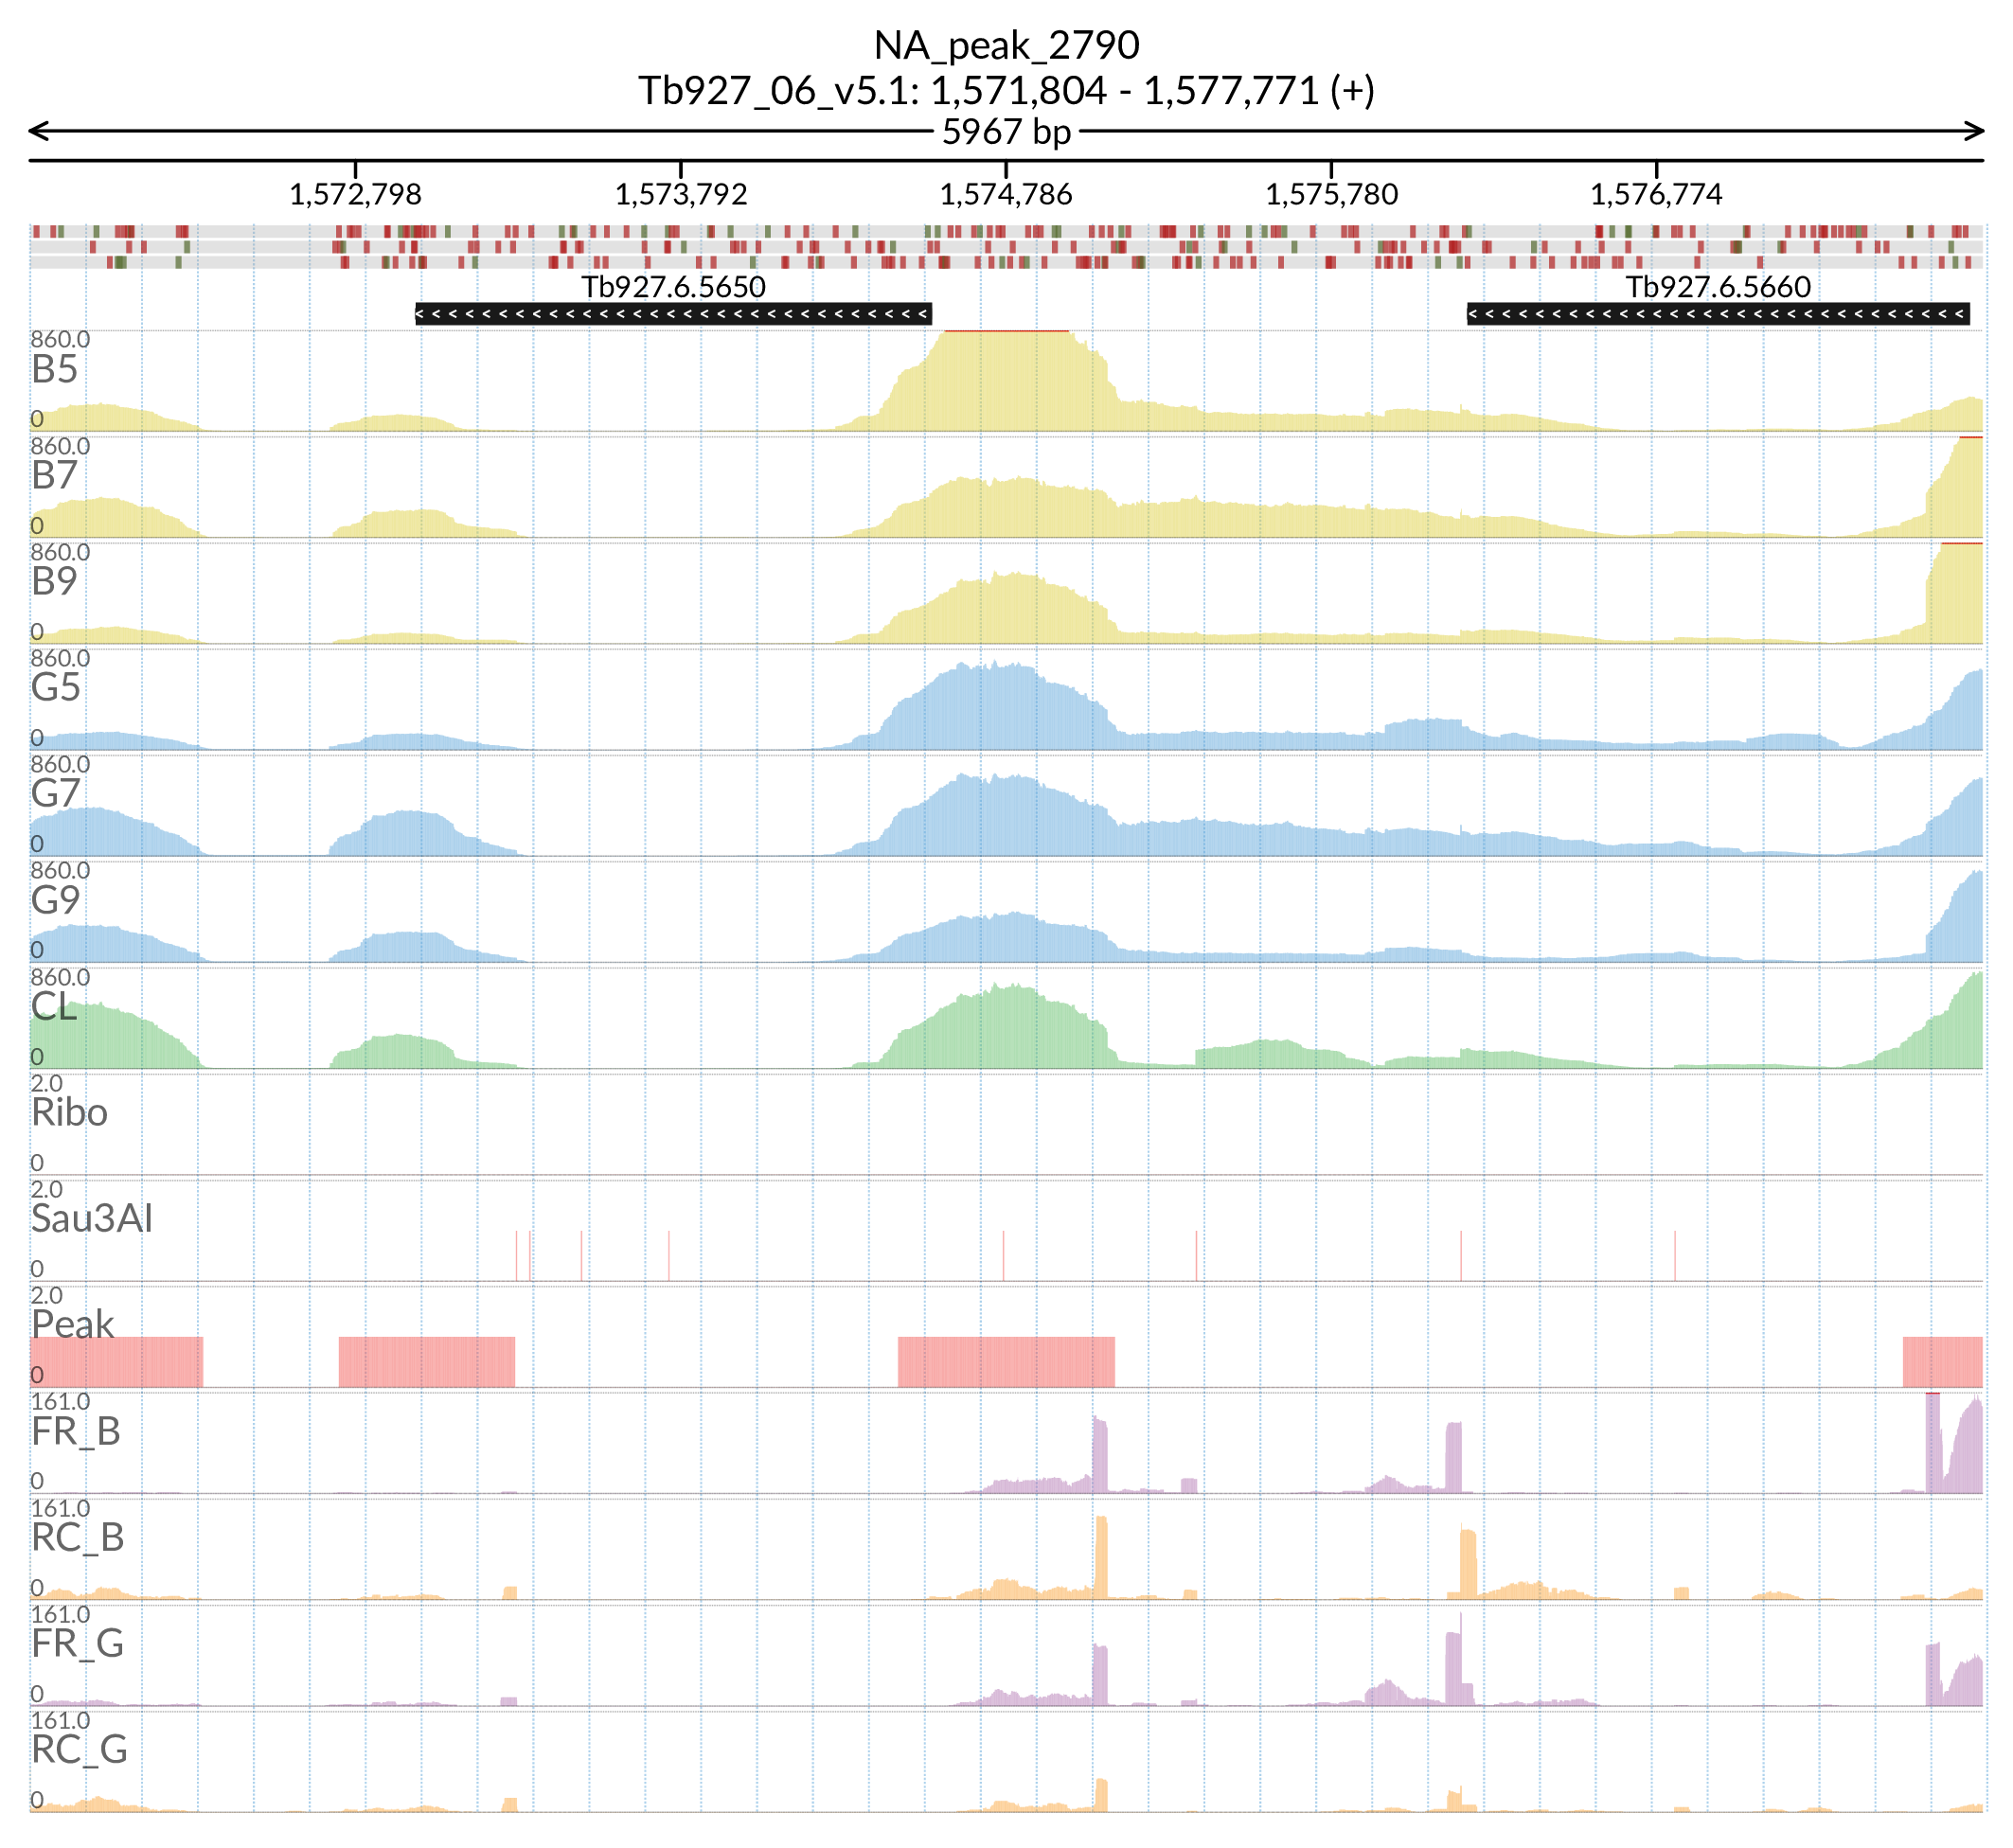 NA_peak_2790
Tb927_06_v5.1: 1,571,804 - 1,577,771 (+)
5967 bp
1,572,798 1,573,792 1,574,786 1,575,780 1,576,774
Tb927.6.5650 Tb927.6.5660
860.0
B5
0
860.0
B7
0
860.0
B9
0
860.0
G5
0
860.0
G7
0
860.0
G9
0
860.0
CL
0
2.0
Ribo
0
2.0
Sau3AI
0
2.0
Peak
0
161.0
FR_B
0
161.0
RC_B
0
161.0
FR_G
0
161.0
RC_G
0